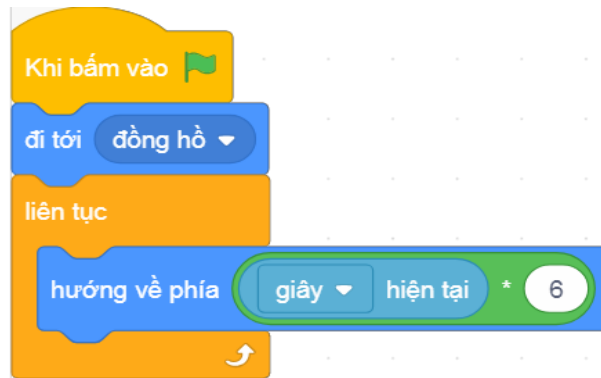 Khi bấm vào
đi tới đồng hồ
liên tục
hướng về phía giây hiện tại * 6